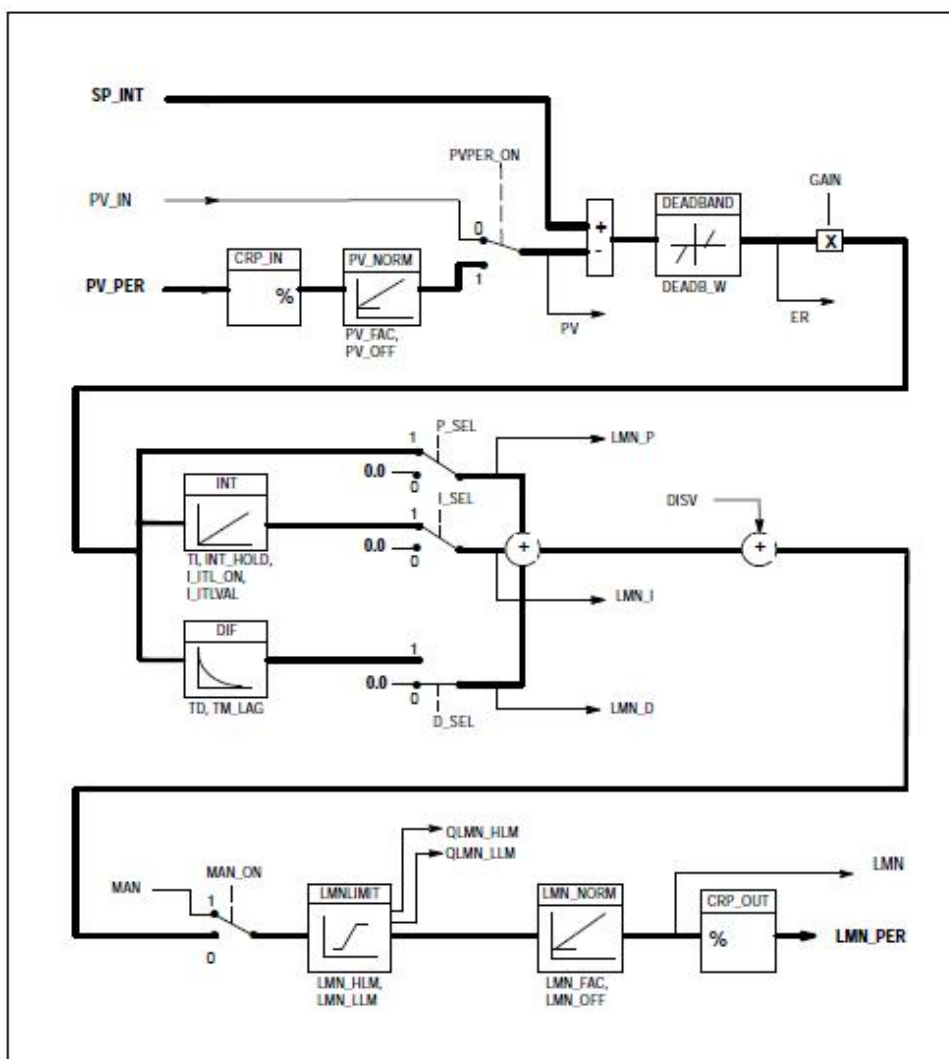 SP_INT
PVPER_ON
GAIN
PV_IN
DEADBAND
0
+
X
CRP_IN
PV_NORM
-
PV_PER
%
1
DEADB_W
PV_FAC,
PV_OFF
PV
ER
P_SEL
1
LMN_P
0.0
0
INT
I_SEL
DISV
1
0.0
+
+
0
TI, INT_HOLD,
I_ITL_ON,
I_ITLVAL
LMN_I
DIF
1
0.0
0
TD, TM_LAG
D_SEL
LMN_D
QLMN_HLM
QLMN_LLM
MAN_ON
LMN
MAN
1
LMNLIMIT
LMN_NORM
CRP_OUT
%
LMN_PER
0
LMN_HLM,
LMN_LLM
LMN_FAC,
LMN_OFF